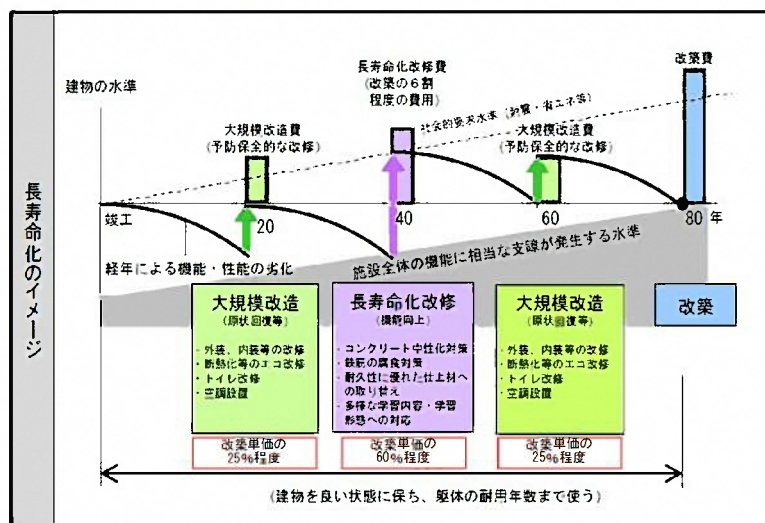 長寿命化のイメージ
建物の水準
大規模改造費
(予防保全的な改修)
長寿命化改修費
(改築の6割
程度の費用)
社会的要求水準(耐震・省エネ等)
大規模改造費
(予防保全的な改修)
改築費
竣工
20
40
60
80 年
経年による機能・性能の劣化
施設全体の機能に相当な支線が発生する水準
大規模改造
(原状回復等)
・外装、内装等の改修
・断熱化等のエコ改修
・トイレ改修
・空調設置
長寿命化改修
(機能向上)
・コンクリート中性化対策
・鉄筋の腐食対策
・耐久性に優れた仕上材へ
の取り替え
・多様な学習内容・学習
形態への対応
大規模改造
(原状回復等)
・外装、内装等の改修
・断熱化等のエコ改修
・トイレ改修
・空調設置
改築
改築単価の
25%程度
改築単価の
60%程度
改築単価の
25%程度
(建物を良い状態に保ち、躯体の耐用年数まで使う)